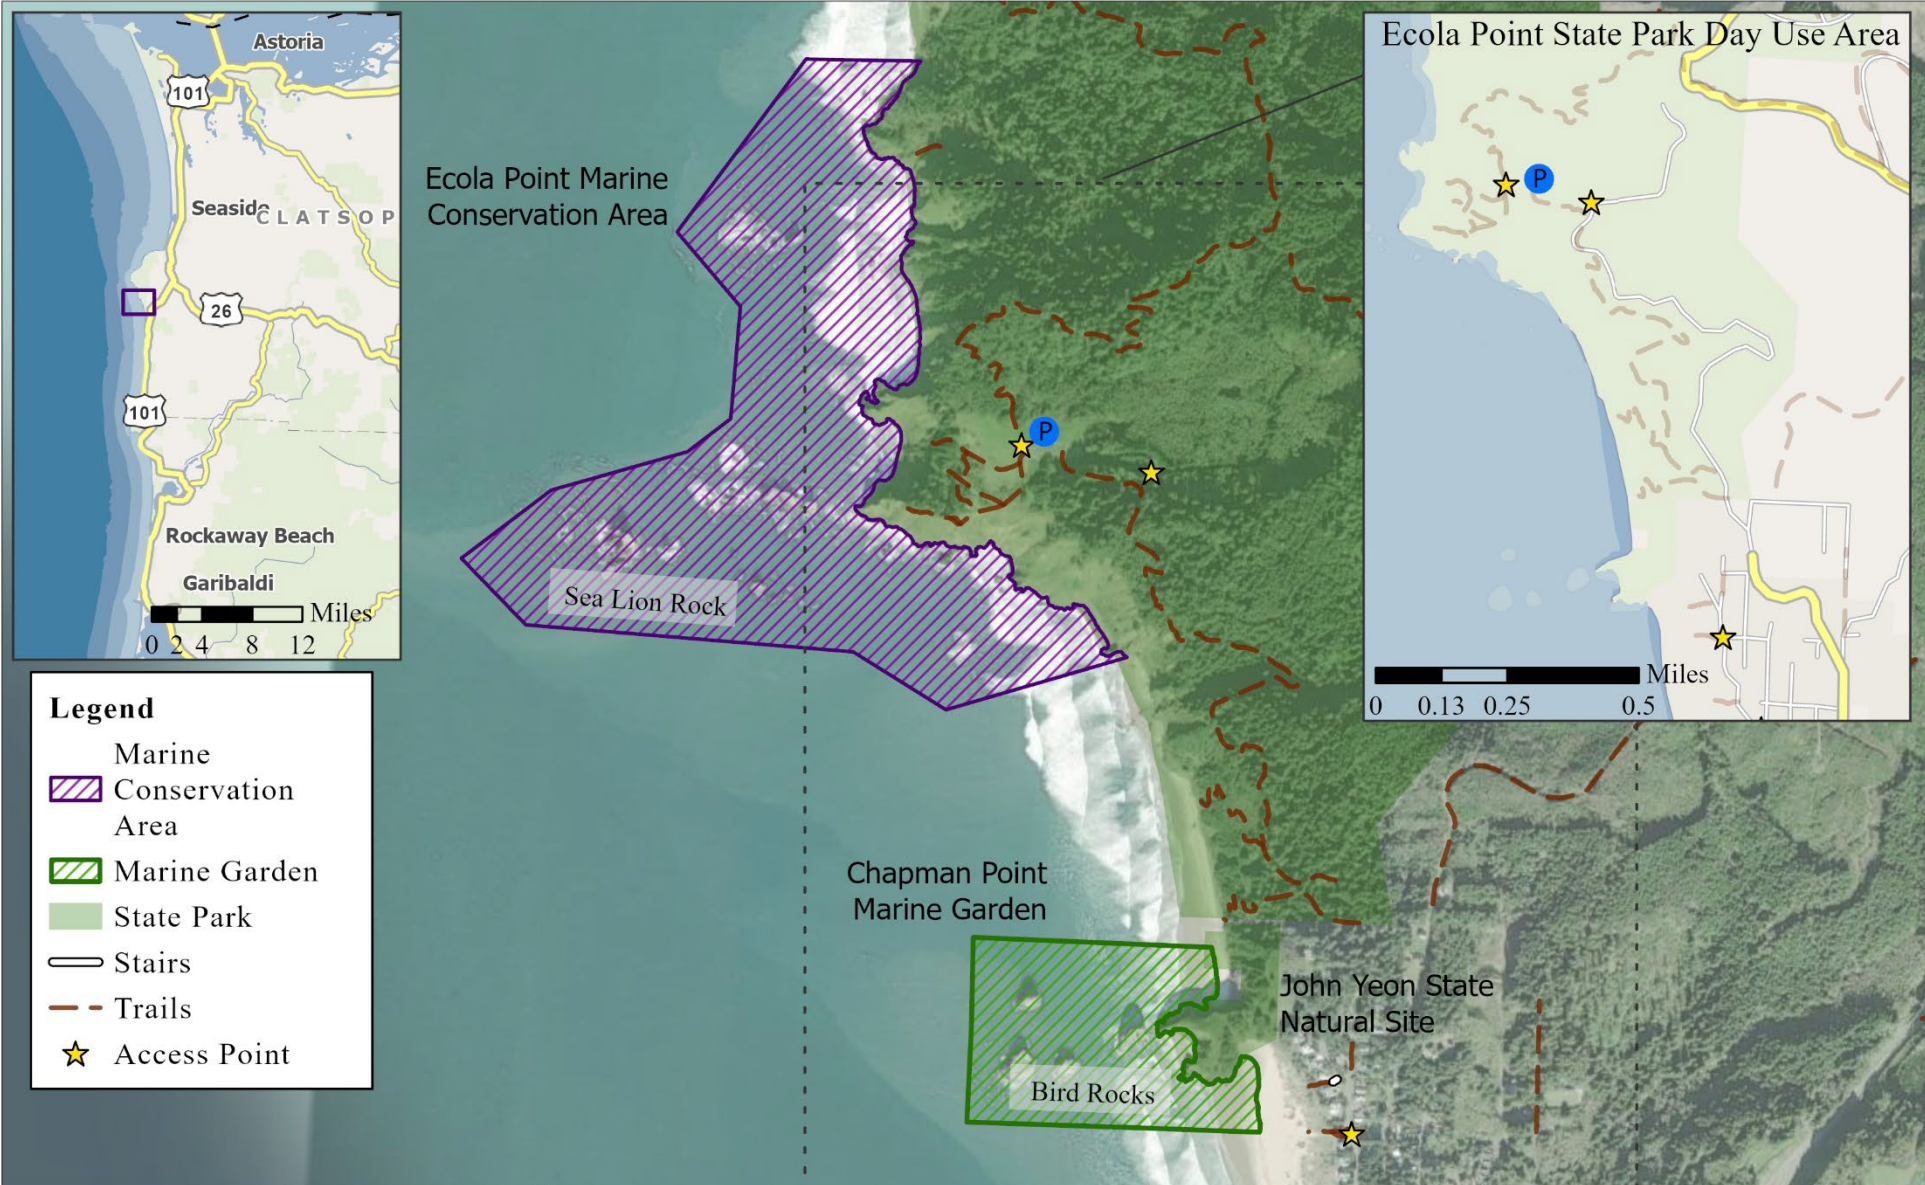 Astoria
101
Seaside
CLATSOP
26
101
Rockaway Beach
Garibaldi
Miles
0 2 4 8 12
Legend
Marine
Conservation
Area
Marine Garden
State Park
Stairs
Trails
Access Point
Ecola Point Marine
Conservation Area
Sea Lion Rock
P
Chapman Point
Marine Garden
Bird Rocks
John Yeon State
Natural Site
Ecola Point State Park Day Use Area
P
Miles
0 0.13 0.25 0.5